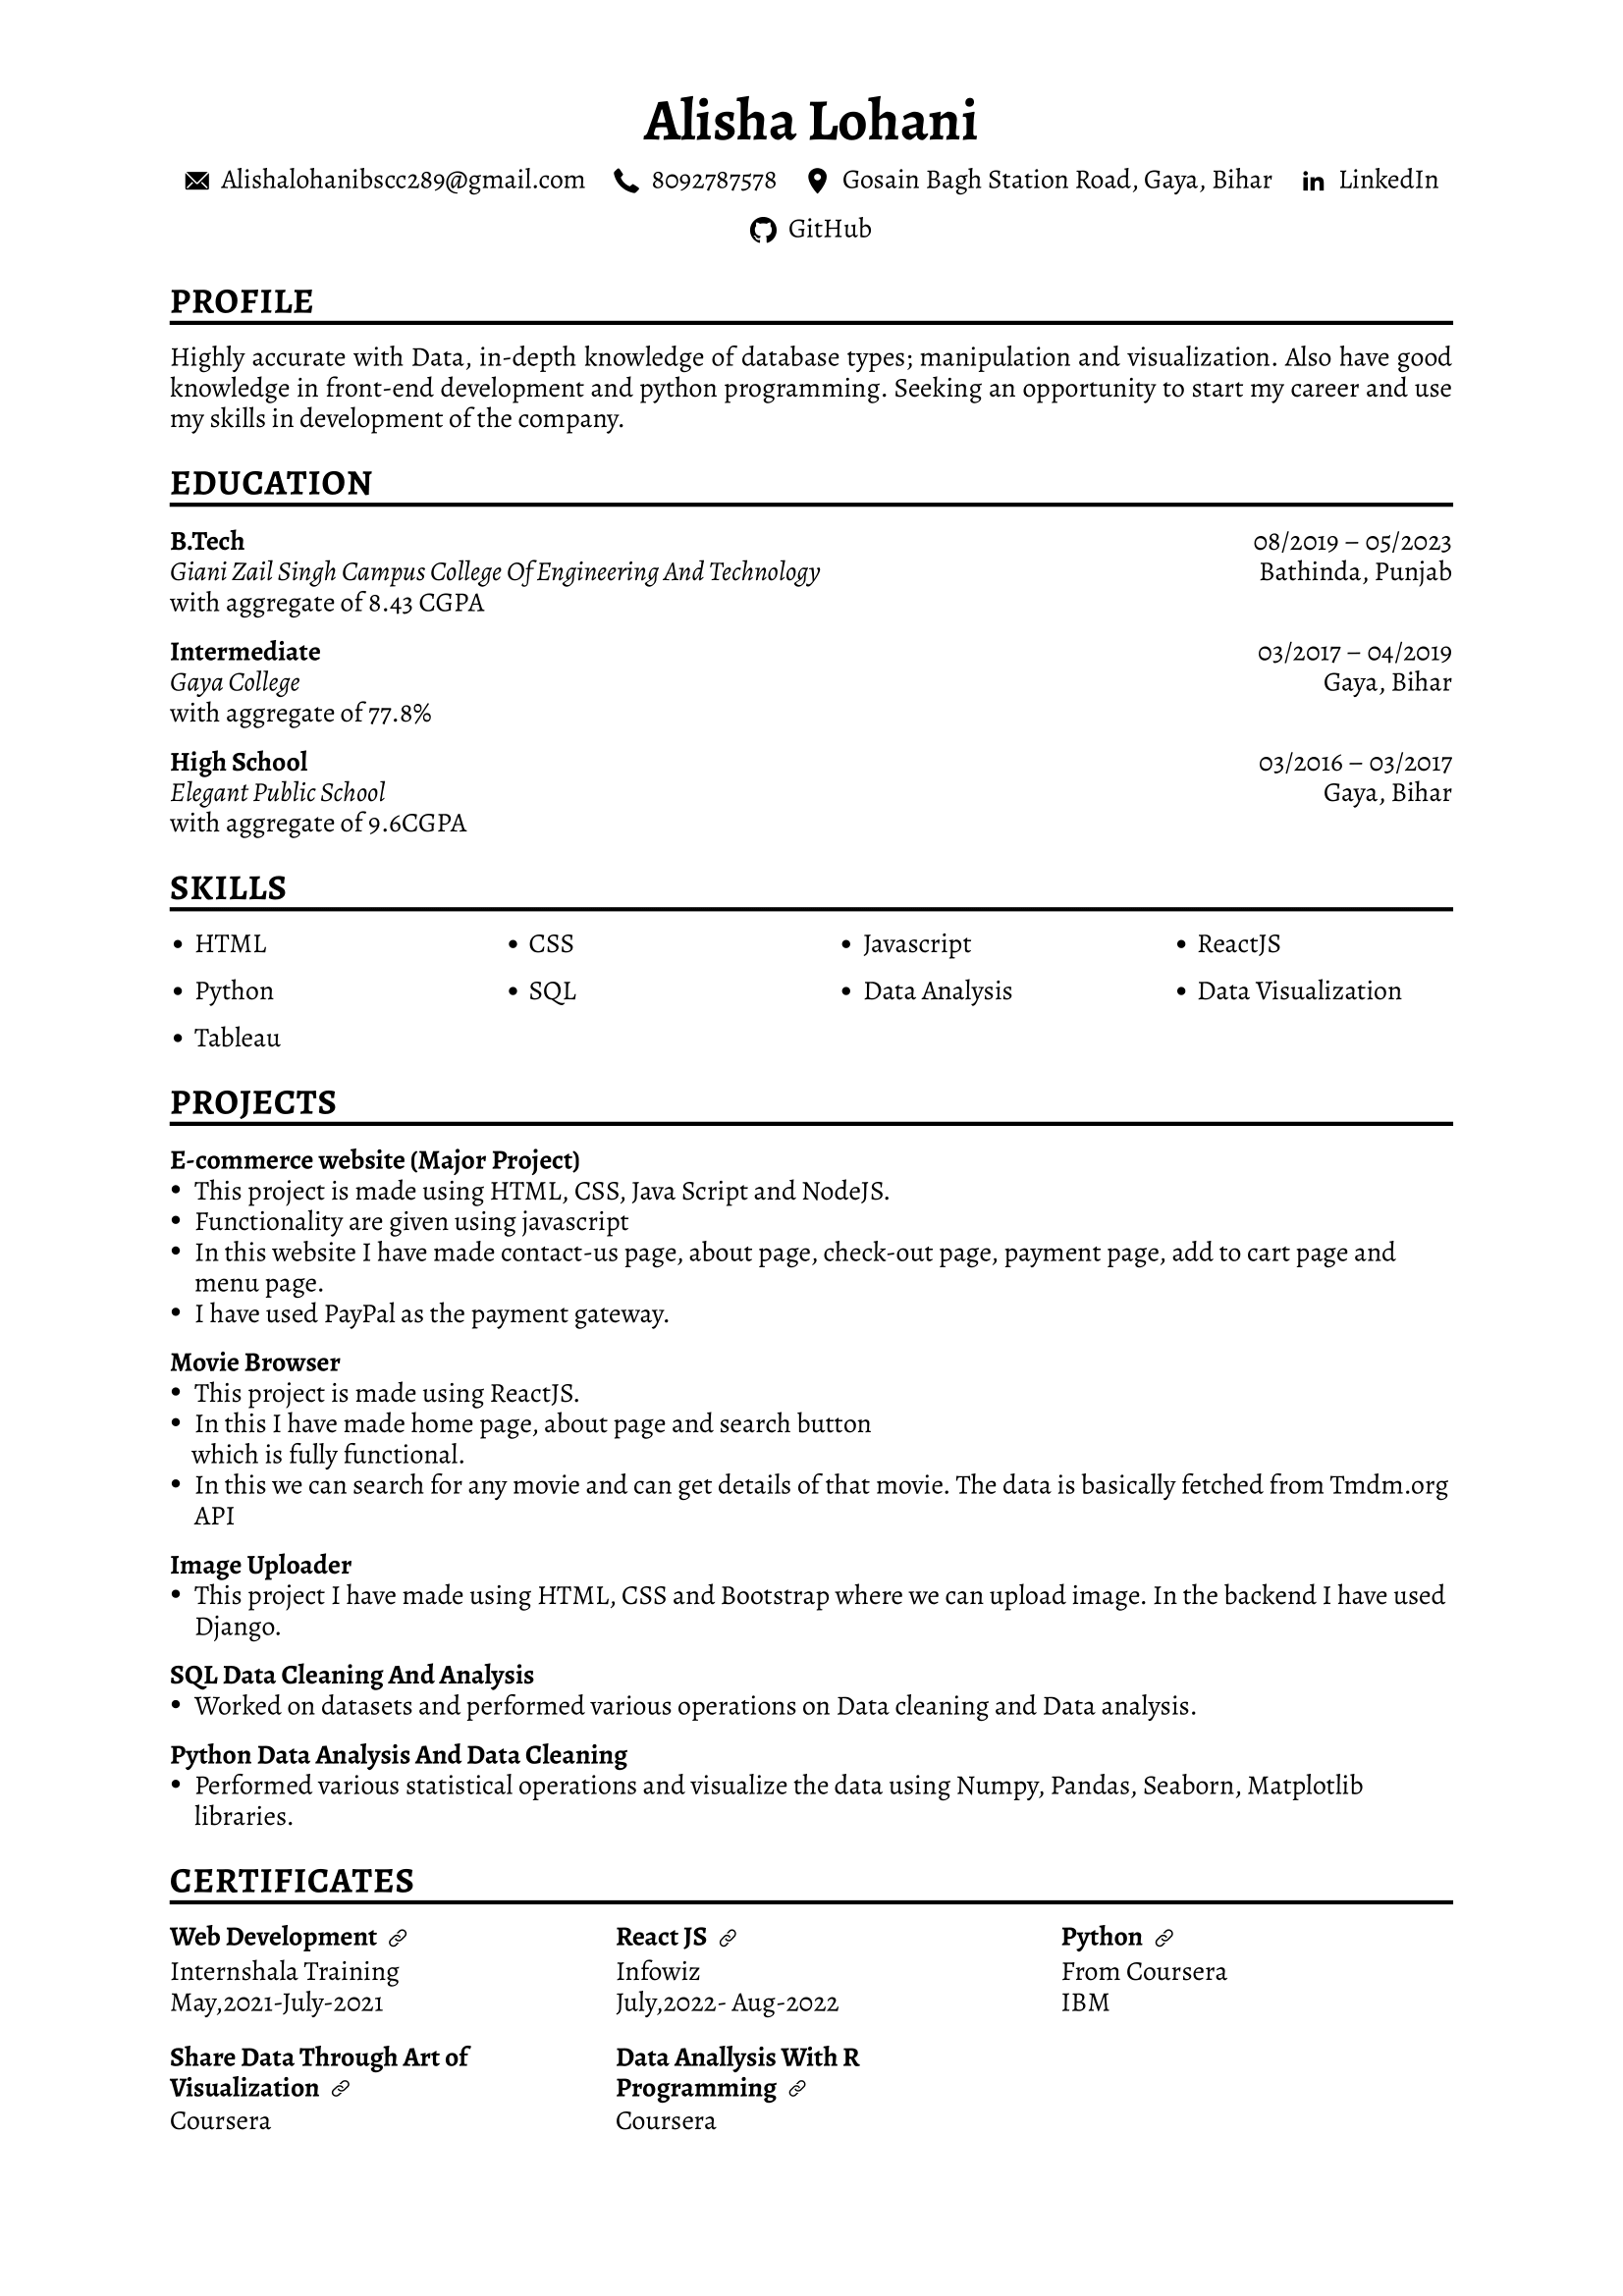 Alisha Lohani
Alishalohanibscc289@gmail.com 8092787578 Gosain Bagh Station Road, Gaya, Bihar LinkedIn
GitHub
PROFILE
Highly accurate with Data, in-depth knowledge of database types; manipulation and visualization. Also have good
knowledge in front-end development and python programming. Seeking an opportunity to start my career and use
my skills in development of the company.
EDUCATION
B.Tech 08/2019 – 05/2023
Giani Zail Singh Campus College Of Engineering And Technology Bathinda, Punjab
with aggregate of 8.43 CGPA
Intermediate 03/2017 – 04/2019
Gaya College Gaya, Bihar
with aggregate of 77.8%
High School 03/2016 – 03/2017
Elegant Public School Gaya, Bihar
with aggregate of 9.6CGPA
SKILLS
• HTML • CSS • Javascript • ReactJS
• Python • SQL • Data Analysis • Data Visualization
• Tableau
PROJECTS
E-commerce website (Major Project)
• This project is made using HTML, CSS, Java Script and NodeJS.
• Functionality are given using javascript
• In this website I have made contact-us page, about page, check-out page, payment page, add to cart page and
menu page.
• I have used PayPal as the payment gateway.
Movie Browser
• This project is made using ReactJS.
• In this I have made home page, about page and search button
which is fully functional.
• In this we can search for any movie and can get details of that movie. The data is basically fetched from Tmdm.org
API
Image Uploader
• This project I have made using HTML, CSS and Bootstrap where we can upload image. In the backend I have used
Django.
SQL Data Cleaning And Analysis
• Worked on datasets and performed various operations on Data cleaning and Data analysis.
Python Data Analysis And Data Cleaning
• Performed various statistical operations and visualize the data using Numpy, Pandas, Seaborn, Matplotlib
libraries.
CERTIFICATES
Web Development
Internshala Training
May,2021-July-2021
React JS
Infowiz
July,2022- Aug-2022
Python
From Coursera
IBM
Share Data Through Art of
Visualization
Coursera
Data Anallysis With R
Programming
Coursera